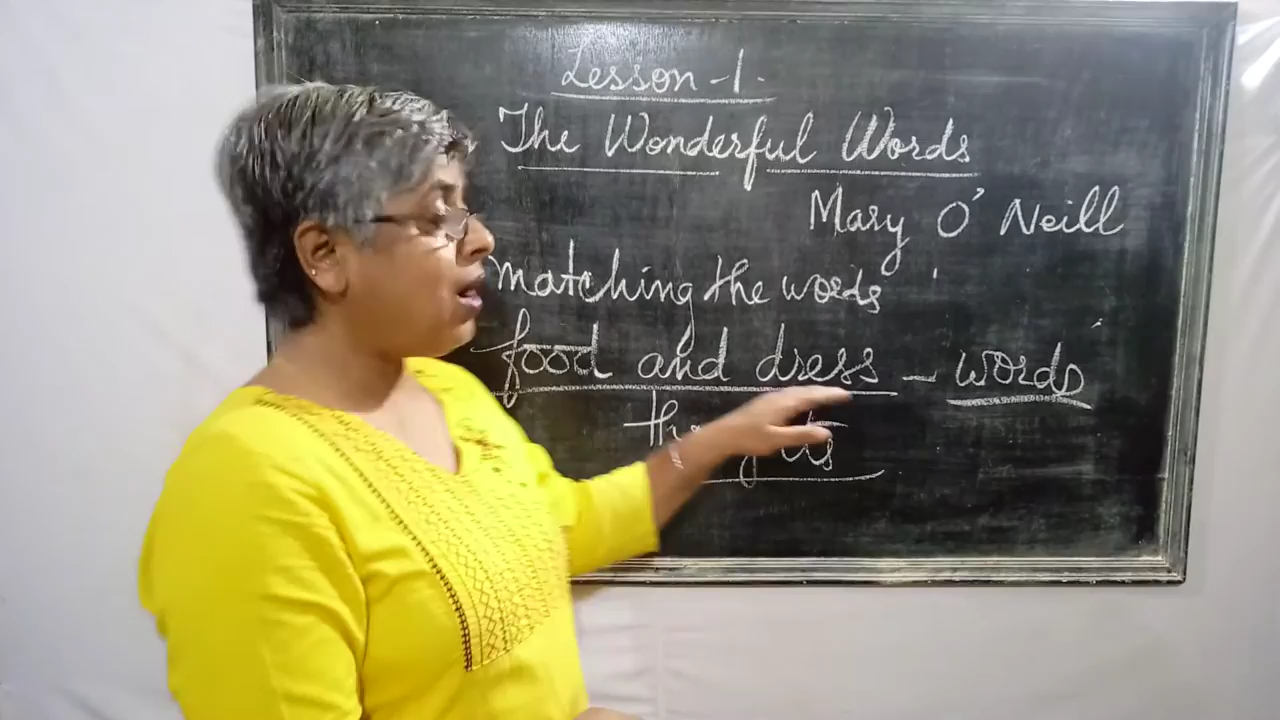 Lesson - 1.
The Wonderful Words
Mary O'Neill
matching the words
food and dress - words